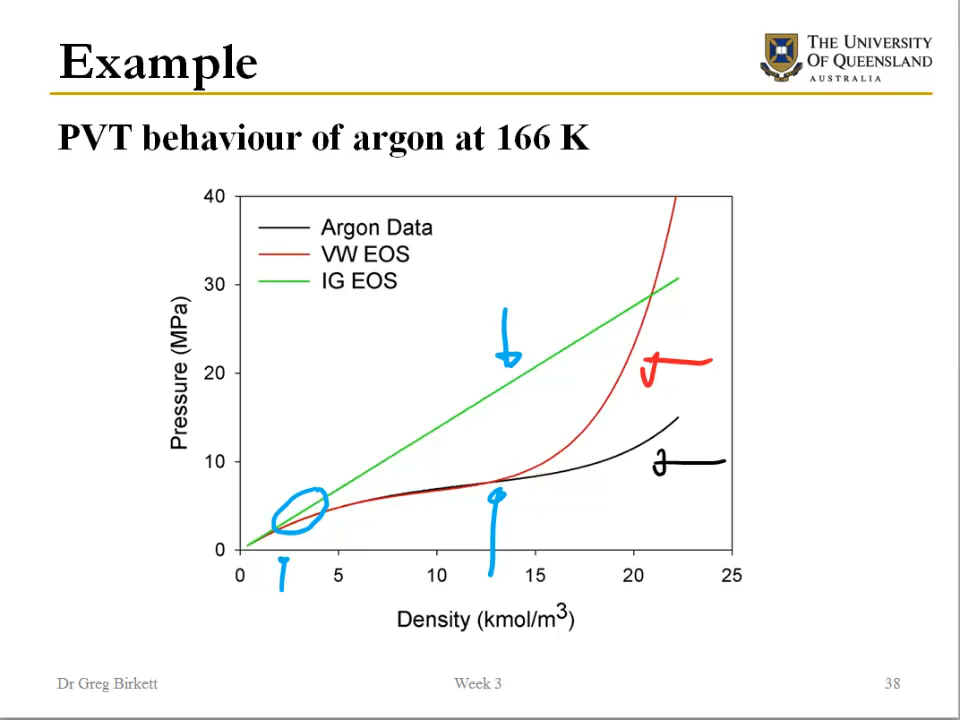 Example
THE UNIVERSITY
OF QUEENSLAND
AUSTRALIA
PVT behaviour of argon at 166 K
40
30
20
10
0
Pressure (MPa)
Argon Data
VW EOS
IG EOS
0 5 10 15 20 25
Density (kmol/m³)
Dr Greg Birkett Week 3 38